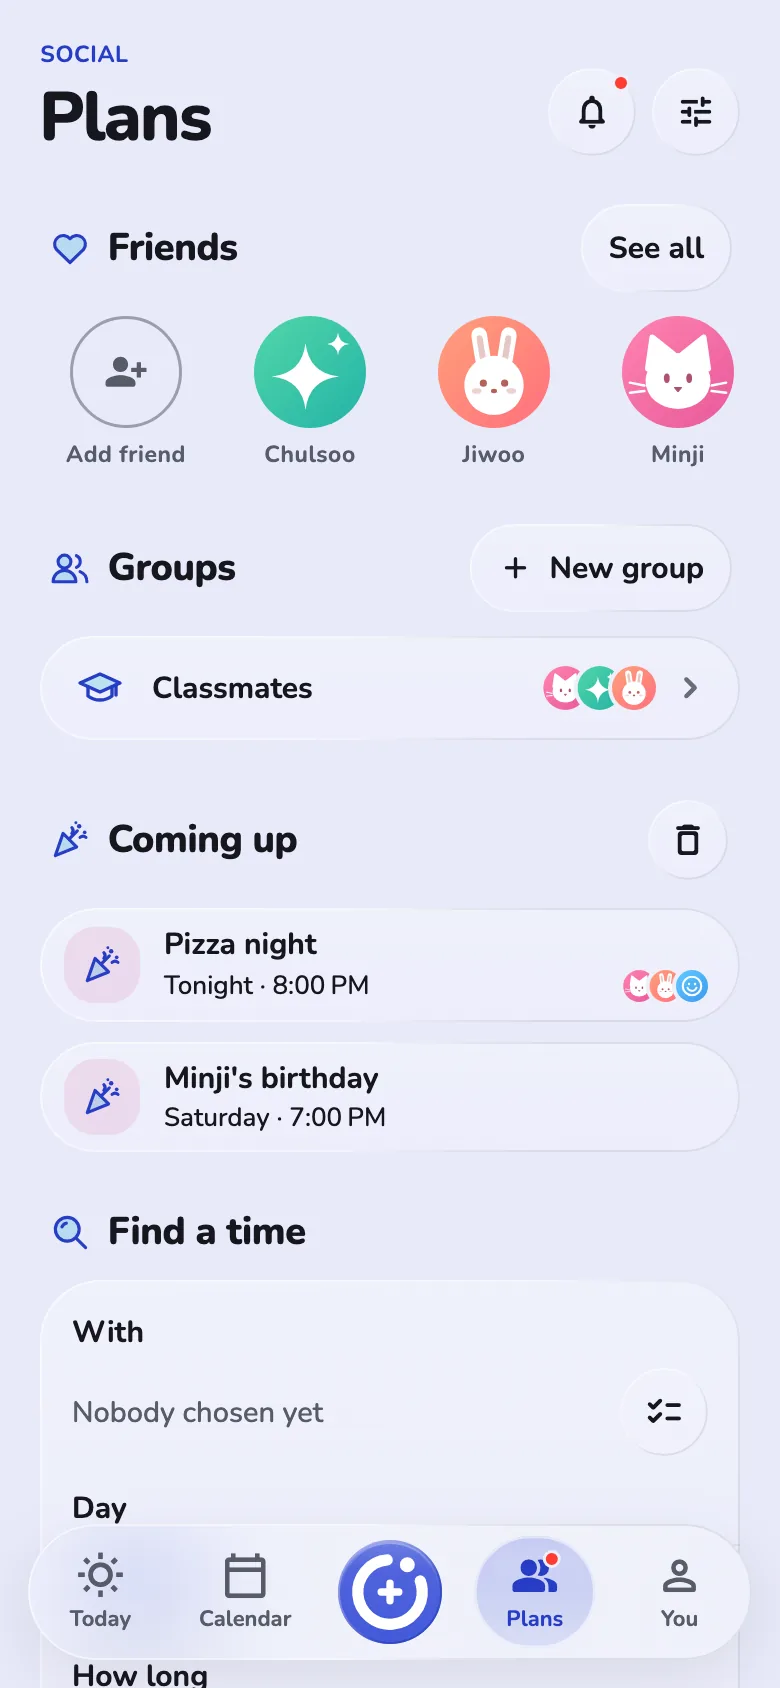 SOCIAL
Plans
Friends
See all
Add friend
Chulsoo
Jiwoo
Minji
Groups
New group
Classmates
Coming up
Pizza night
Tonight · 8:00 PM
Minji's birthday
Saturday · 7:00 PM
Find a time
With
Nobody chosen yet
Day
Today
Calendar
Plans
You
How long